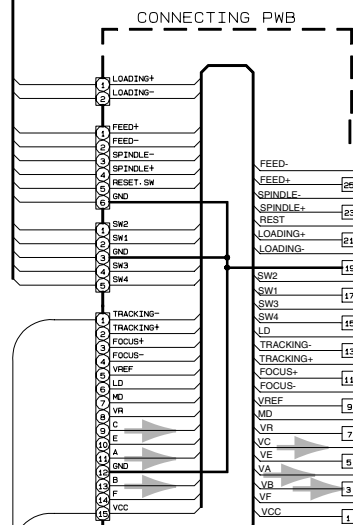 CONNECTING PWB
1 LOADING+
2 LOADING-
1 FEED+
2 FEED-
3 SPINDLE-
4 SPINDLE+
5 RESET.SW
6 GND
1 SW2
2 SW1
3 GND
4 SW3
5 SW4
1 TRACKING-
2 TRACKING+
3 FOCUS+
4 FOCUS-
5 VREF
6 LD
7 MD
8 VR
9 C
10 E
11 A
12 GND
13 B
14 F
15 VCC
FEED-
FEED+ 25
SPINDLE-
SPINDLE+ 23
REST
LOADING+ 21
LOADING-
19
SW2
SW1 17
SW3
SW4 15
LD
TRACKING- 13
TRACKING+
FOCUS+ 11
FOCUS-
VREF 9
MD
VR 7
VC
VE 5
VA
VB 3
VF
VCC 1